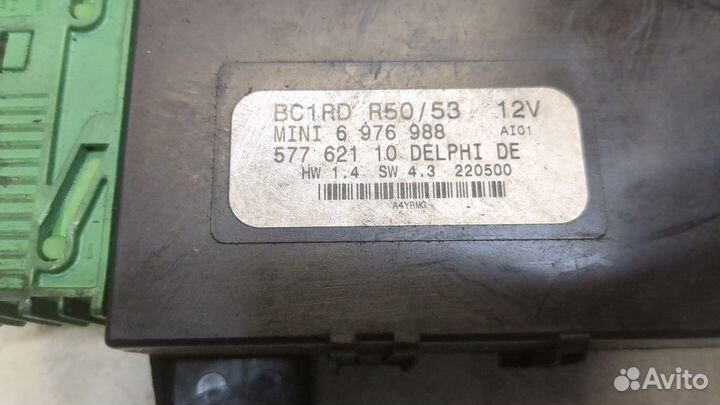 BC1RD R50/53 12V
MINI 6 976 988 AI01
577 621 10 DELPHI DE
HW 1.4 SW 4.3 220500
A4YRMG
Avito